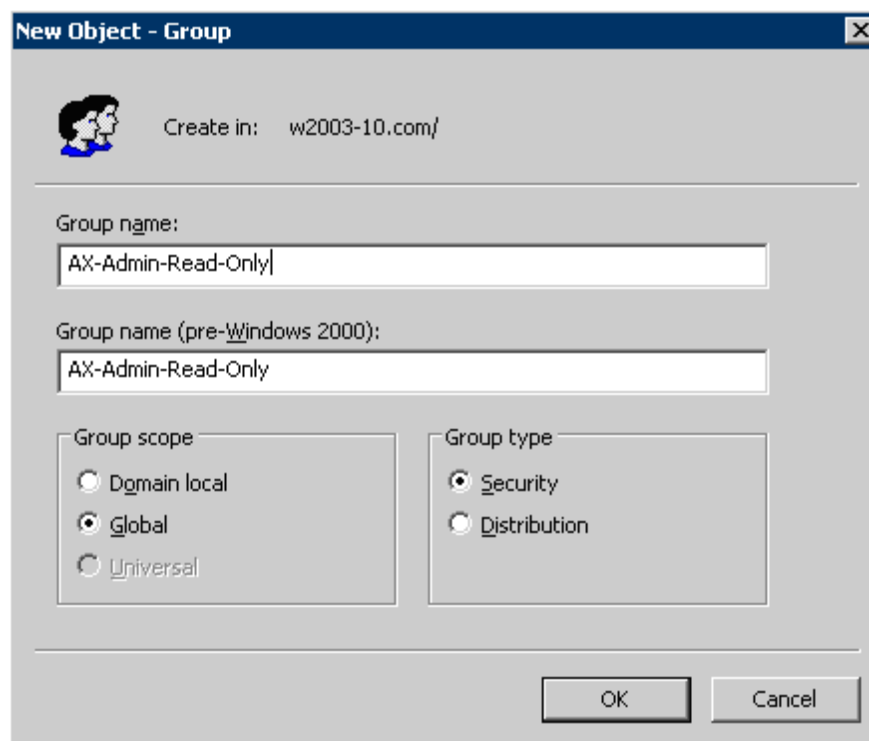 New Object - Group
Create in: w2003-10.com/
Group name:
AX-Admin-Read-Only
Group name (pre-Windows 2000):
AX-Admin-Read-Only
Group scope
Domain local
Global
Universal
Group type
Security
Distribution
OK Cancel